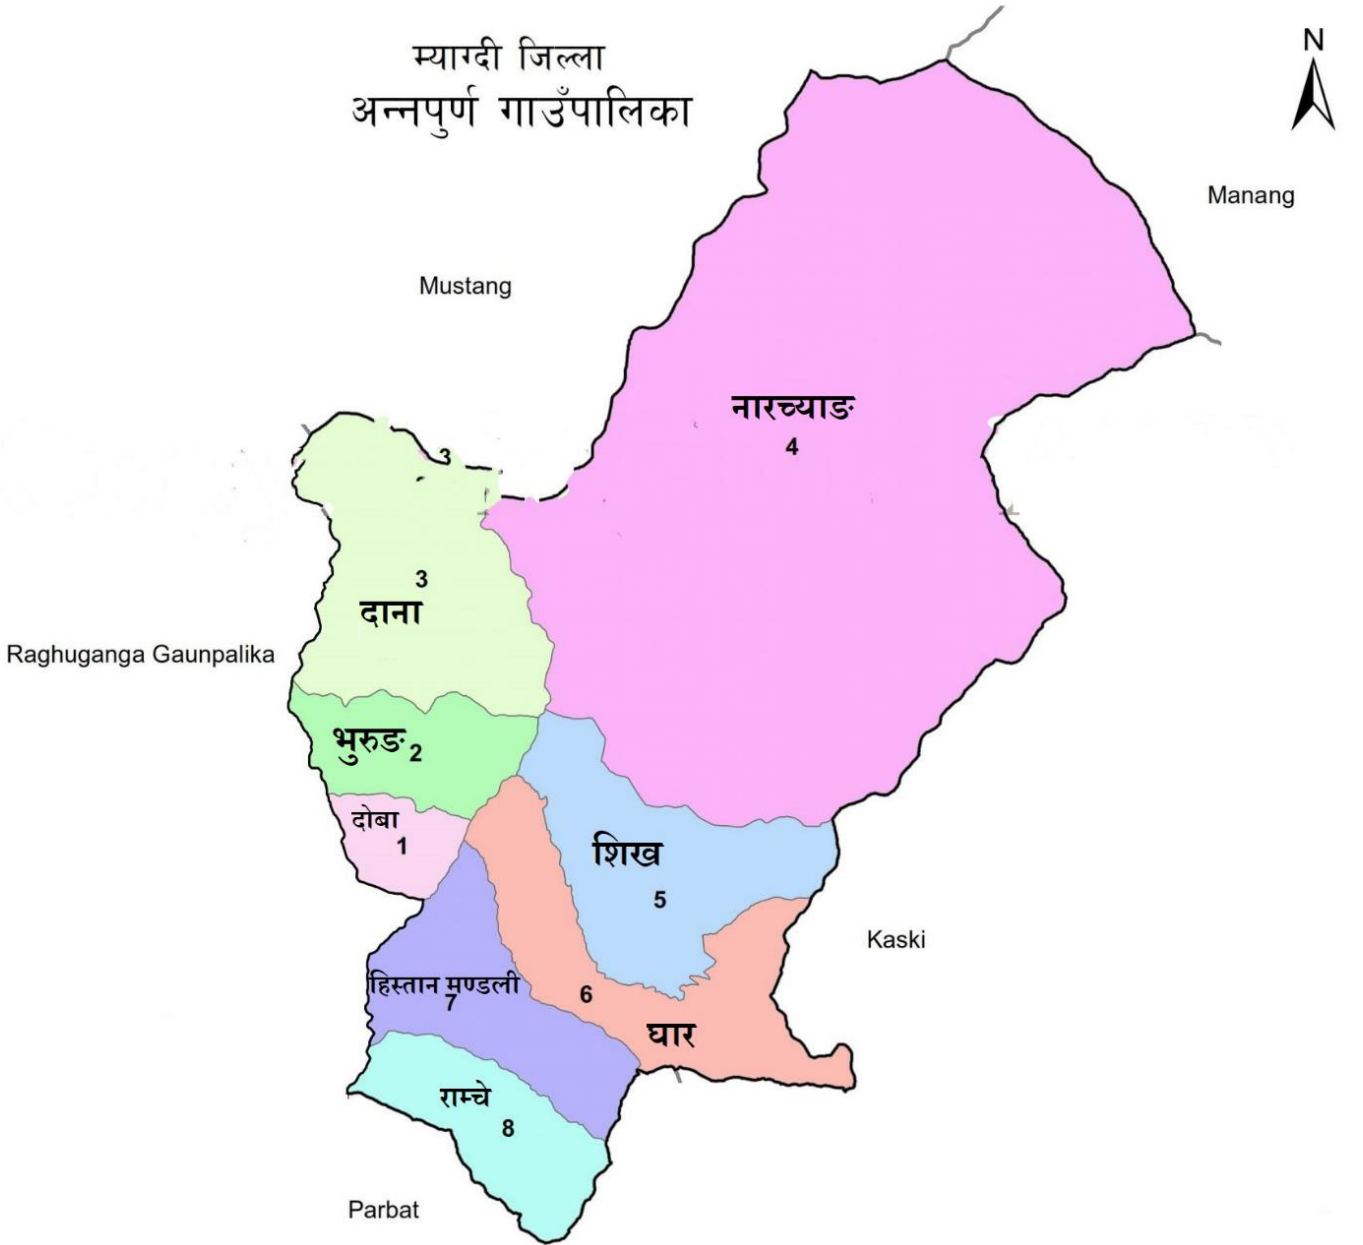 म्याग्दी जिल्ला
अन्नपुर्ण गाउँपालिका
N
Manang
Mustang
नारच्याङ
4
3
3
दाना
Raghuganga Gaunpalika
भुरुङ 2
दोबा
1
शिख
5
Kaski
हिस्तान मण्डली
7
6
घार
राम्चे
8
Parbat